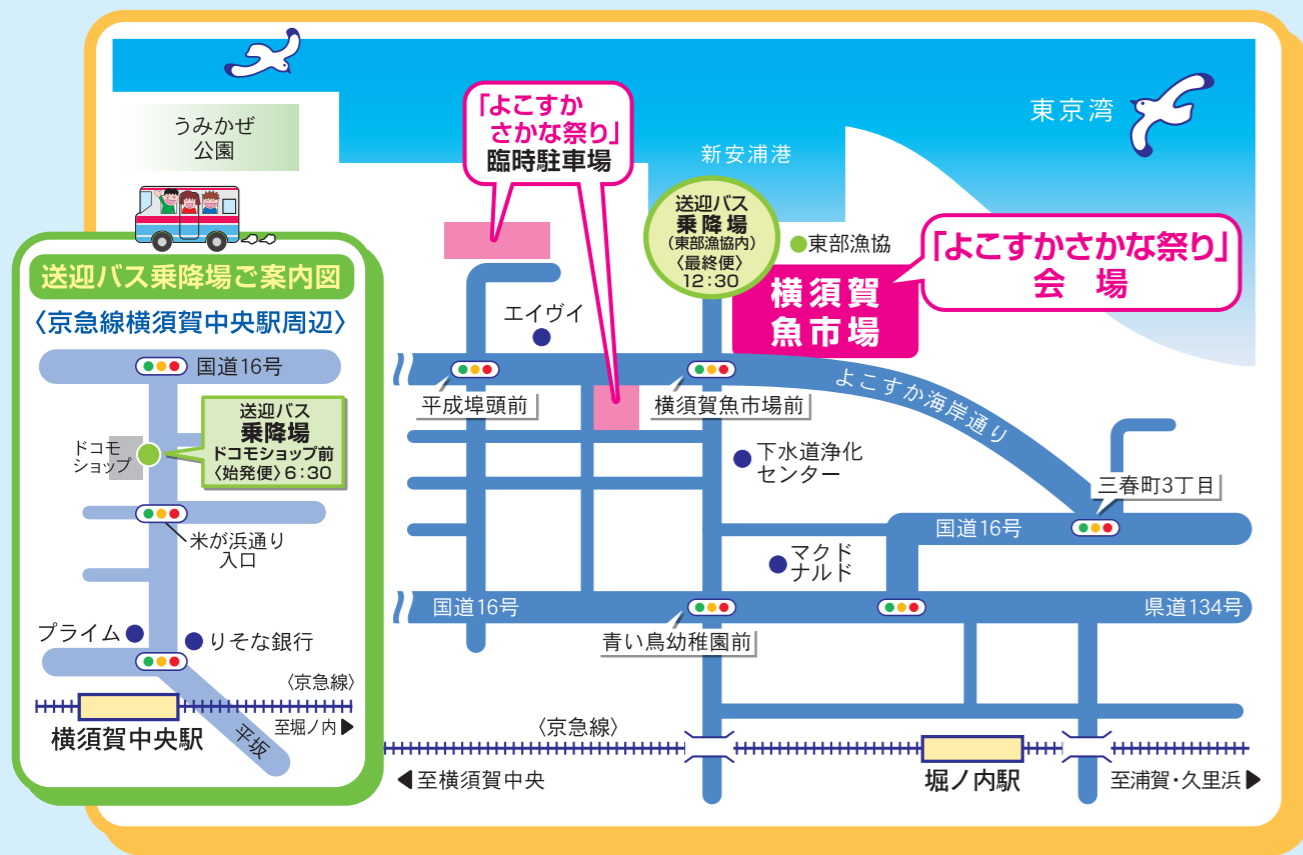 うみかぜ
公園
「よこすか
さかな祭り」
臨時駐車場
東京湾
新安浦港
送迎バス
乗降場
(東部漁協内)
〈最終便〉
12:30
東部漁協
「よこすかさかな祭り」
会 場
横須賀
魚市場
エイヴイ
平成埠頭前
横須賀魚市場前
よこすか海岸通り
下水道浄化
センター
三春町3丁目
国道16号
マクド
ナルド
国道16号
県道134号
青い鳥幼稚園前
〈京急線〉
◀至横須賀中央
堀ノ内駅
至浦賀・久里浜▶
送迎バス乗降場ご案内図
〈京急線横須賀中央駅周辺〉
国道16号
送迎バス
乗降場
ドコモショップ前
〈始発便〉6:30
ドコモ
ショップ
米が浜通り
入口
プライム
りそな銀行
〈京急線〉
至堀ノ内▶
横須賀中央駅
平坂